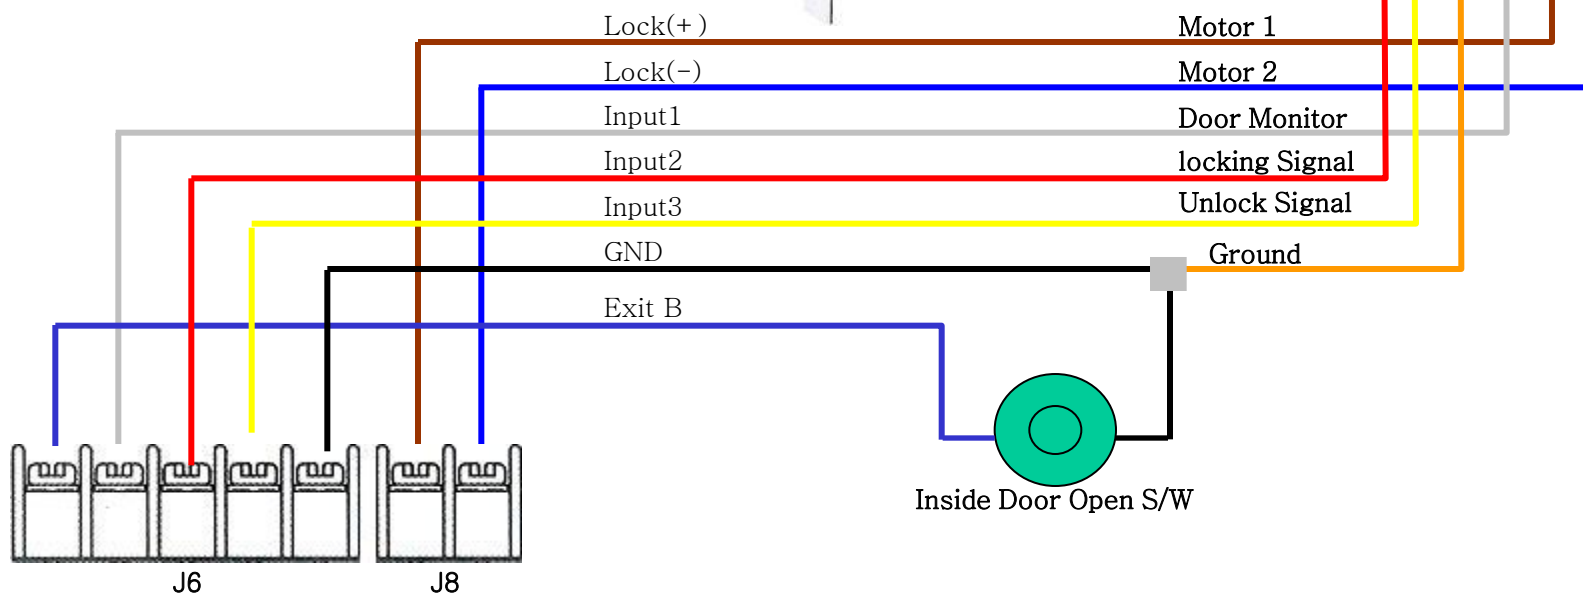 Lock(+) Motor 1
Lock(-) Motor 2
Input1 Door Monitor
Input2 locking Signal
Input3 Unlock Signal
GND Ground
Exit B
Inside Door Open S/W
J6 J8